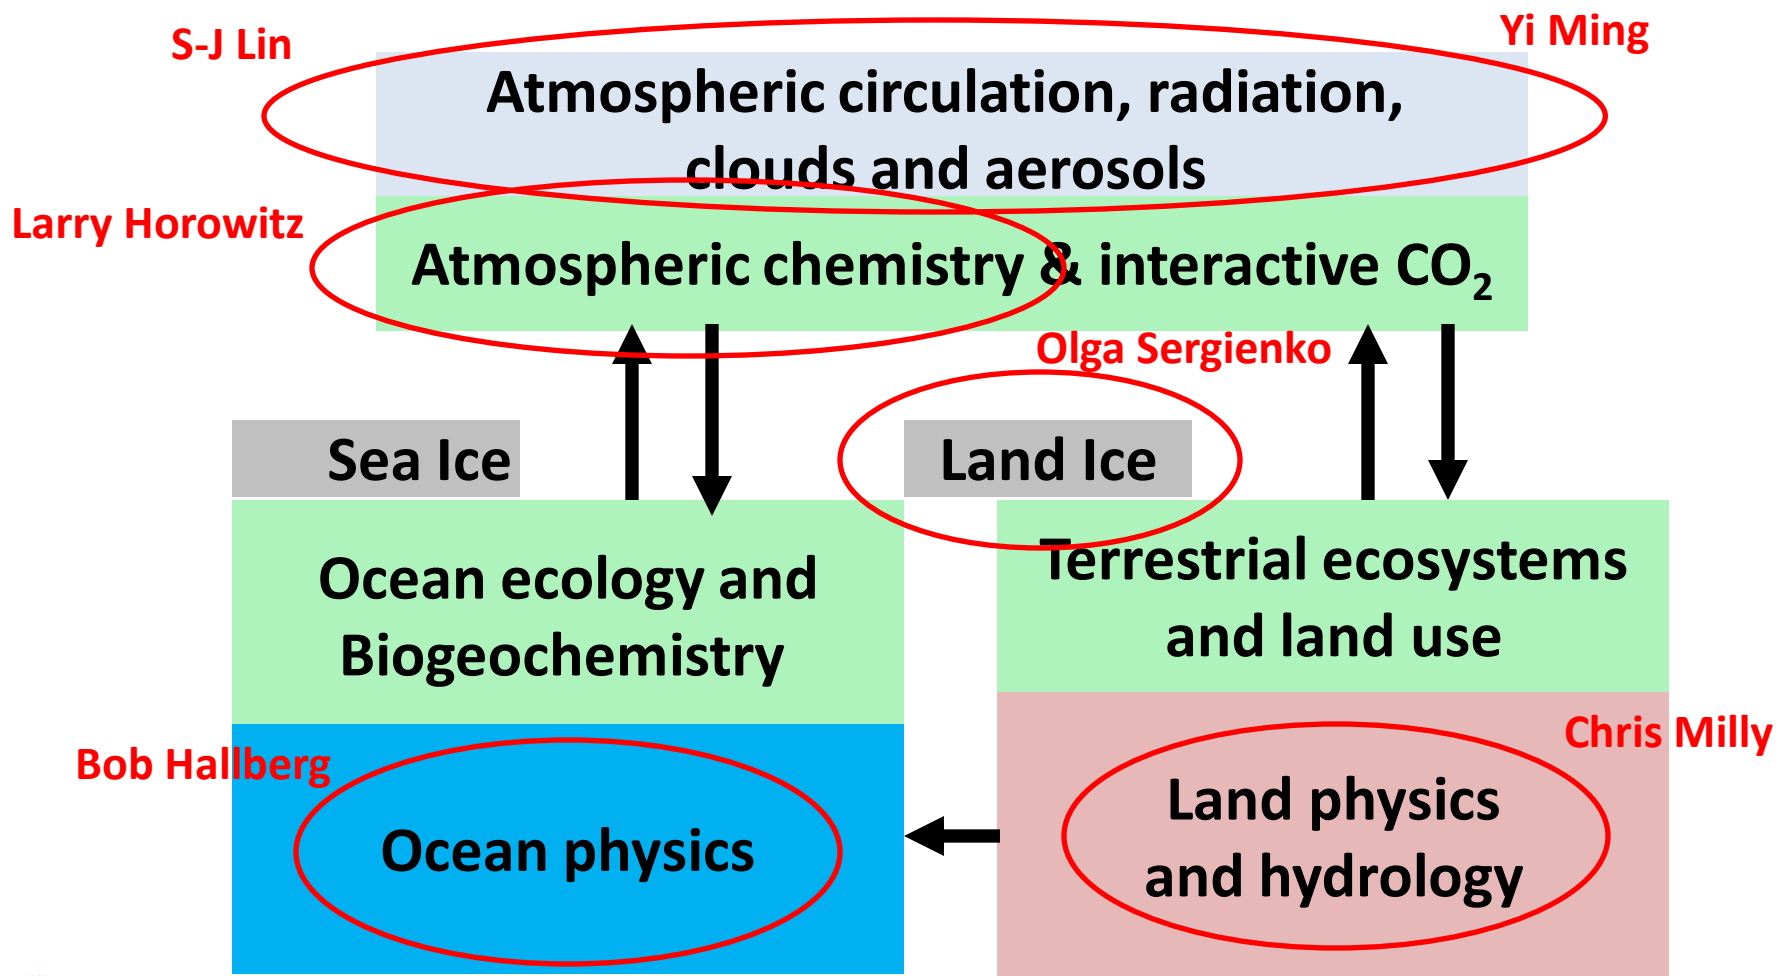 S-J Lin
Yi Ming
Atmospheric circulation, radiation,
clouds and aerosols
Larry Horowitz
Atmospheric chemistry & interactive CO₂
Olga Sergienko
Sea Ice
Land Ice
Ocean ecology and
Biogeochemistry
Terrestrial ecosystems
and land use
Bob Hallberg
Chris Milly
Ocean physics
Land physics
and hydrology